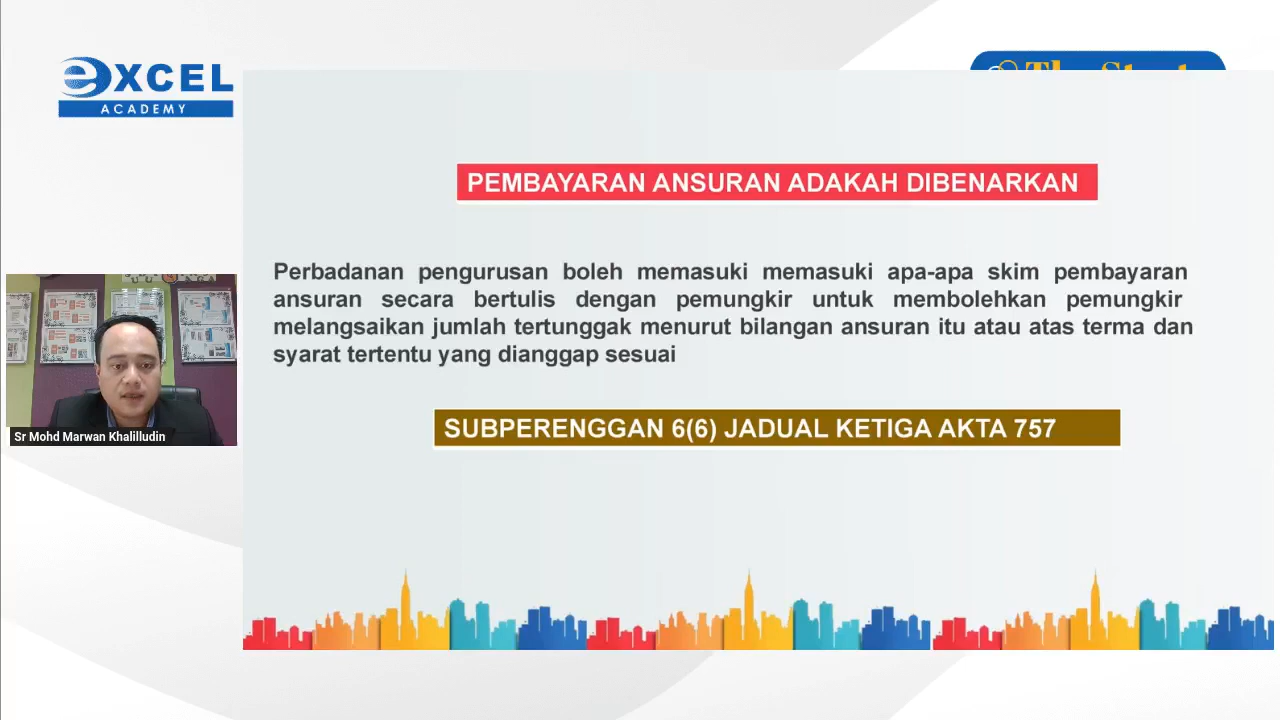 eXCEL
ACADEMY
PEMBAYARAN ANSURAN ADAKAH DIBENARKAN
Perbadanan pengurusan boleh memasuki memasuki apa-apa skim pembayaran
ansuran secara bertulis dengan pemungkir untuk membolehkan pemungkir
melangsaikan jumlah tertunggak menurut bilangan ansuran itu atau atas terma dan
syarat tertentu yang dianggap sesuai
Sr Mohd Marwan Khalilludin
SUBPERENGGAN 6(6) JADUAL KETIGA AKTA 757